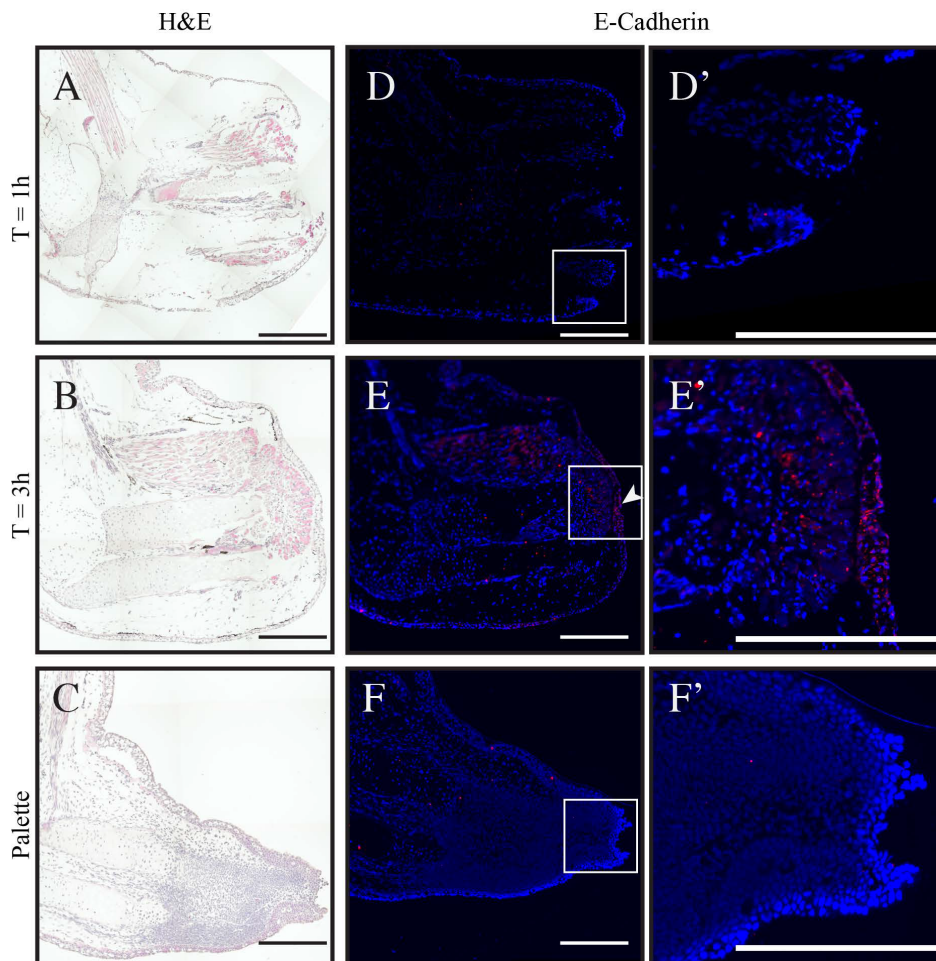 H&E
E-Cadherin
T = 1h
A
D
D’
T = 3h
B
E
E’
Palette
C
F
F’